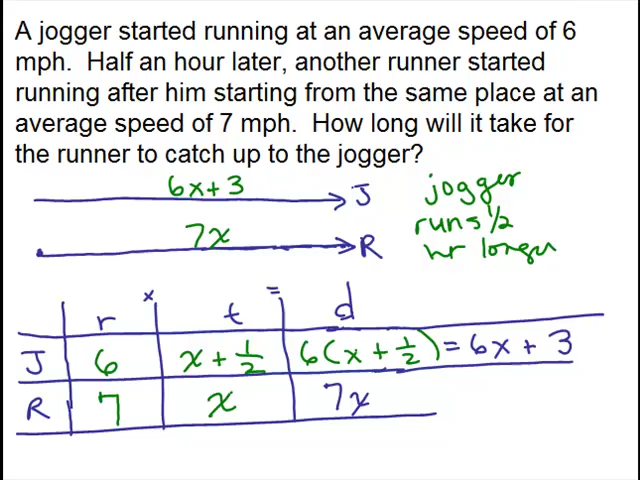 A jogger started running at an average speed of 6
mph. Half an hour later, another runner started
running after him starting from the same place at an
average speed of 7 mph. How long will it take for
the runner to catch up to the jogger?
6x+3 J
jogger
runs 1/2
hr longer
7x R
r × t = d
J 6 x + 1/2 6(x + 1/2) = 6x + 3
R 7 x 7x